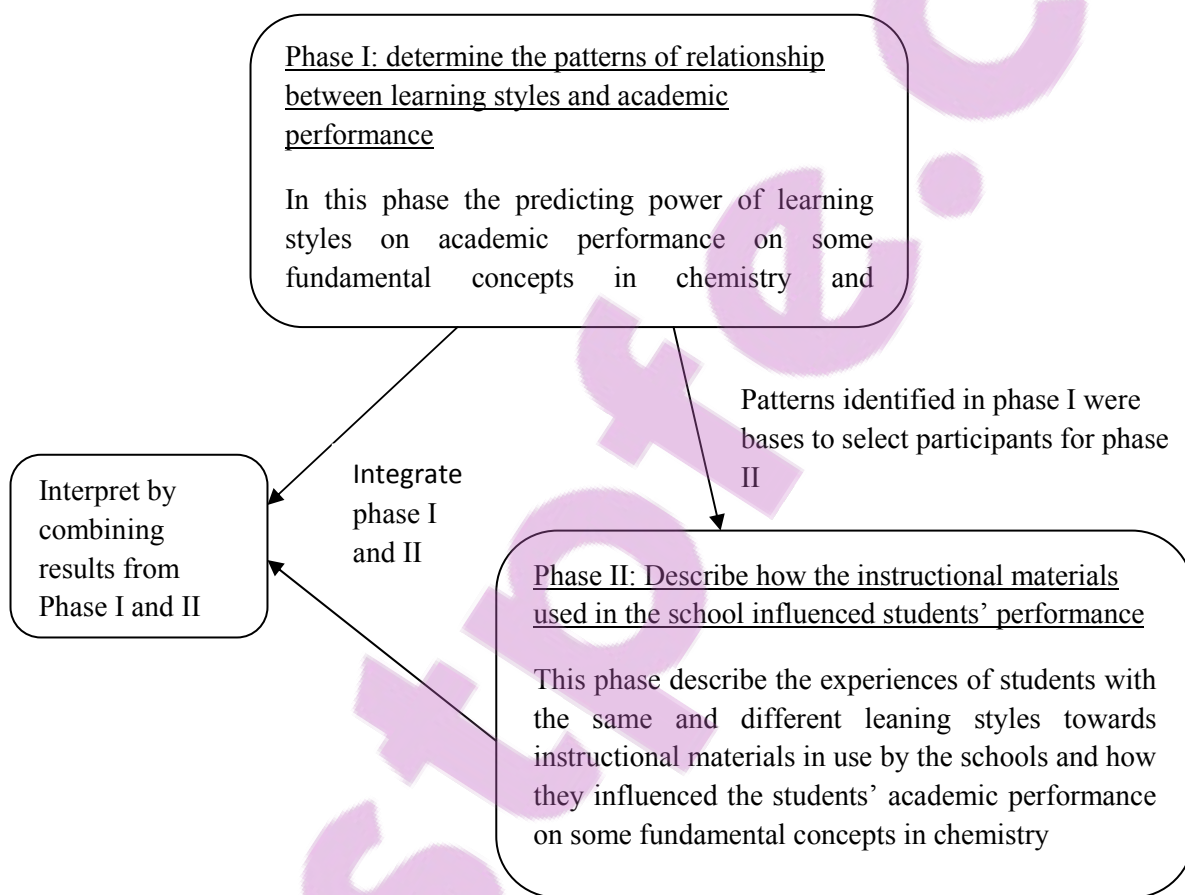 Phase I: determine the patterns of relationship
between learning styles and academic
performance
In this phase the predicting power of learning
styles on academic performance on some
fundamental concepts in chemistry and
Patterns identified in phase I were
bases to select participants for phase
II
Interpret by
combining
results from
Phase I and II
Integrate
phase I
and II
Phase II: Describe how the instructional materials
used in the school influenced students’ performance
This phase describe the experiences of students with
the same and different leaning styles towards
instructional materials in use by the schools and how
they influenced the students’ academic performance
on some fundamental concepts in chemistry
stpfe.c